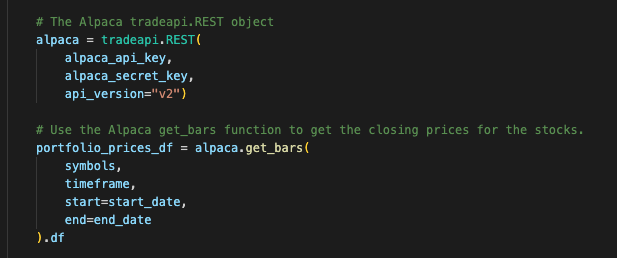 # The Alpaca tradeapi.REST object
alpaca = tradeapi.REST(
    alpaca_api_key,
    alpaca_secret_key,
    api_version="v2")

# Use the Alpaca get_bars function to get the closing prices for the stocks.
portfolio_prices_df = alpaca.get_bars(
    symbols,
    timeframe,
    start=start_date,
    end=end_date
).df